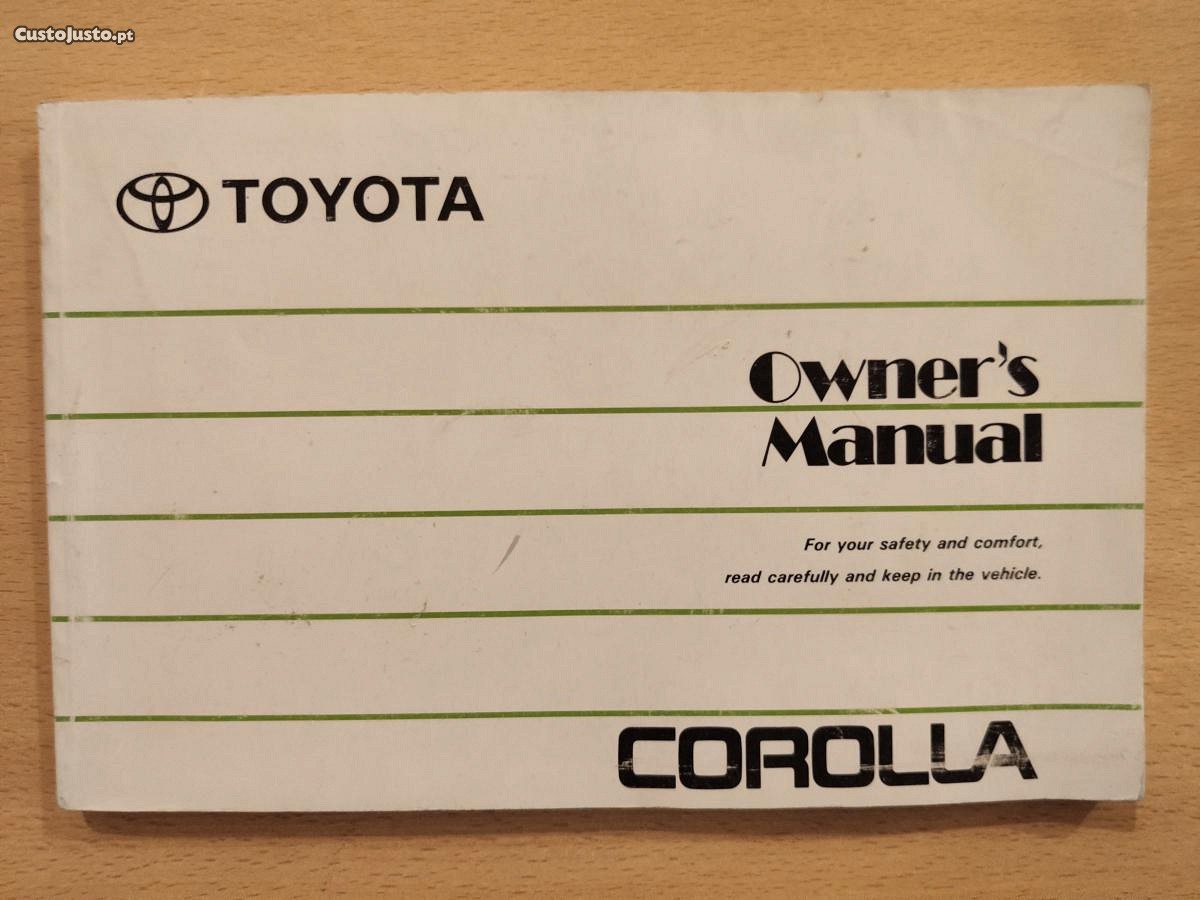 CustoJusto.pt
TOYOTA
Owner's
Manual
For your safety and comfort,
read carefully and keep in the vehicle.
COROLLA